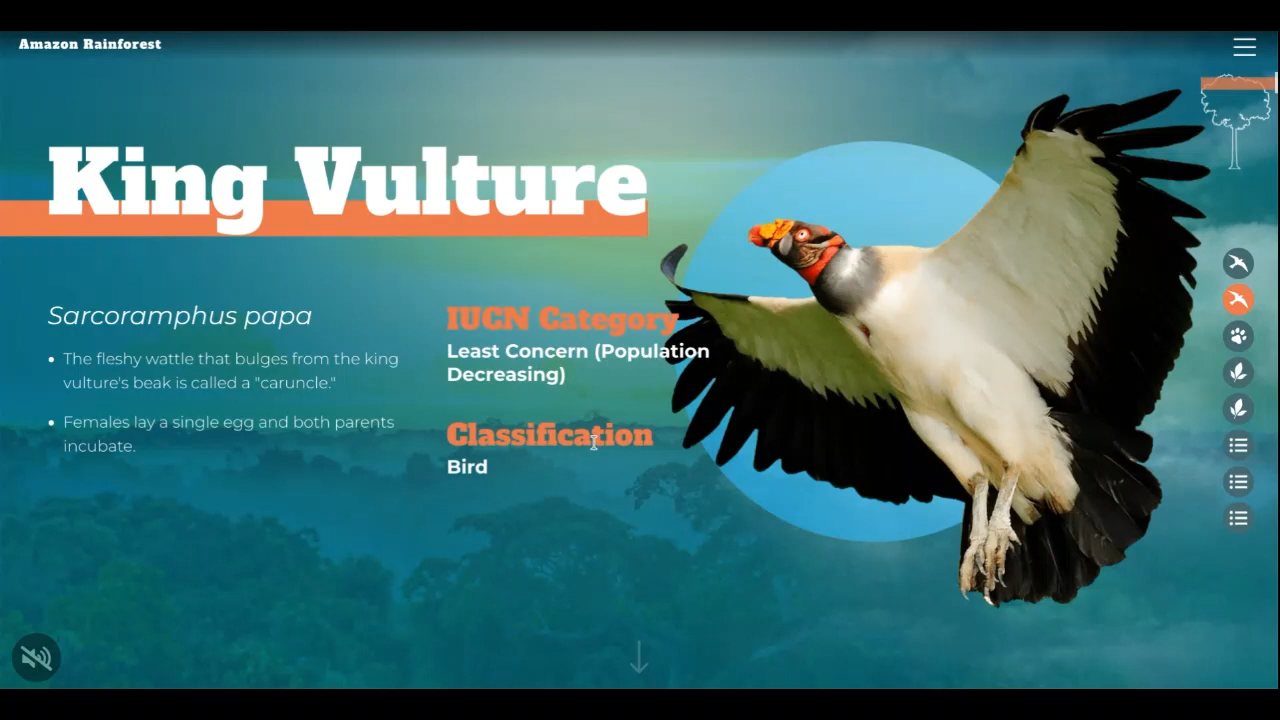 Amazon Rainforest
King Vulture
Sarcoramphus papa
• The fleshy wattle that bulges from the king
vulture's beak is called a "caruncle."
• Females lay a single egg and both parents
incubate.
IUCN Category
Least Concern (Population
Decreasing)
Classification
Bird